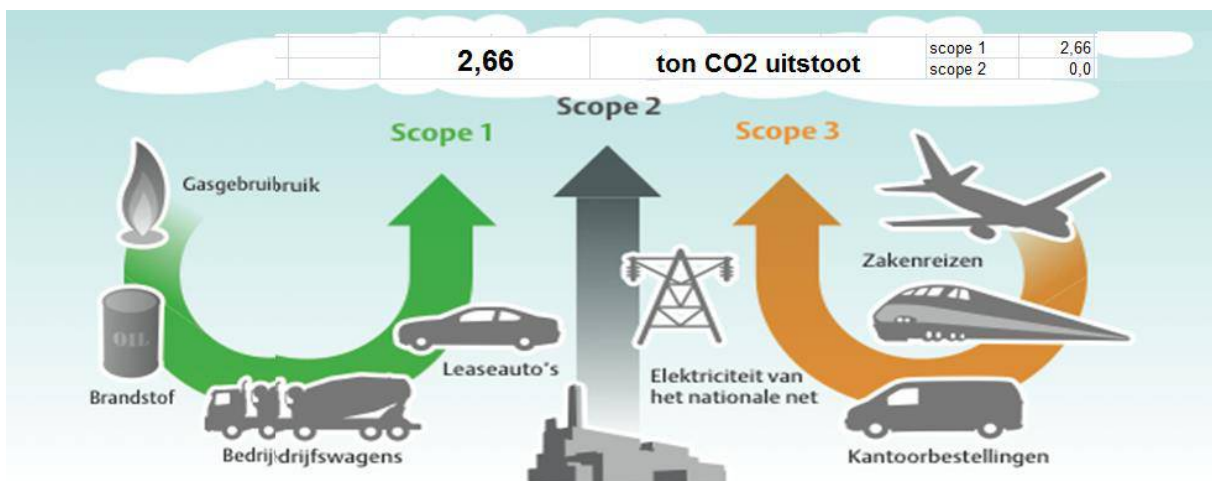 2,66 ton CO2 uitstoot
scope 1 2,66
scope 2 0,0
Scope 1
Scope 2
Scope 3
Gasgebruibruik
OIL
Brandstof
Bedrijdrijfswagens
Leaseauto's
Elektriciteit van
het nationale net
Zakenreizen
Kantoorbestellingen